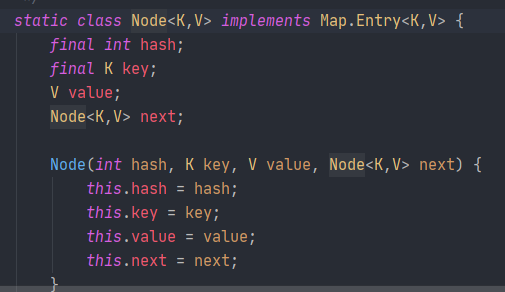 static class Node<K,V> implements Map.Entry<K,V> {
final int hash;
final K key;
V value;
Node<K,V> next;
Node(int hash, K key, V value, Node<K,V> next) {
this.hash = hash;
this.key = key;
this.value = value;
this.next = next;
}